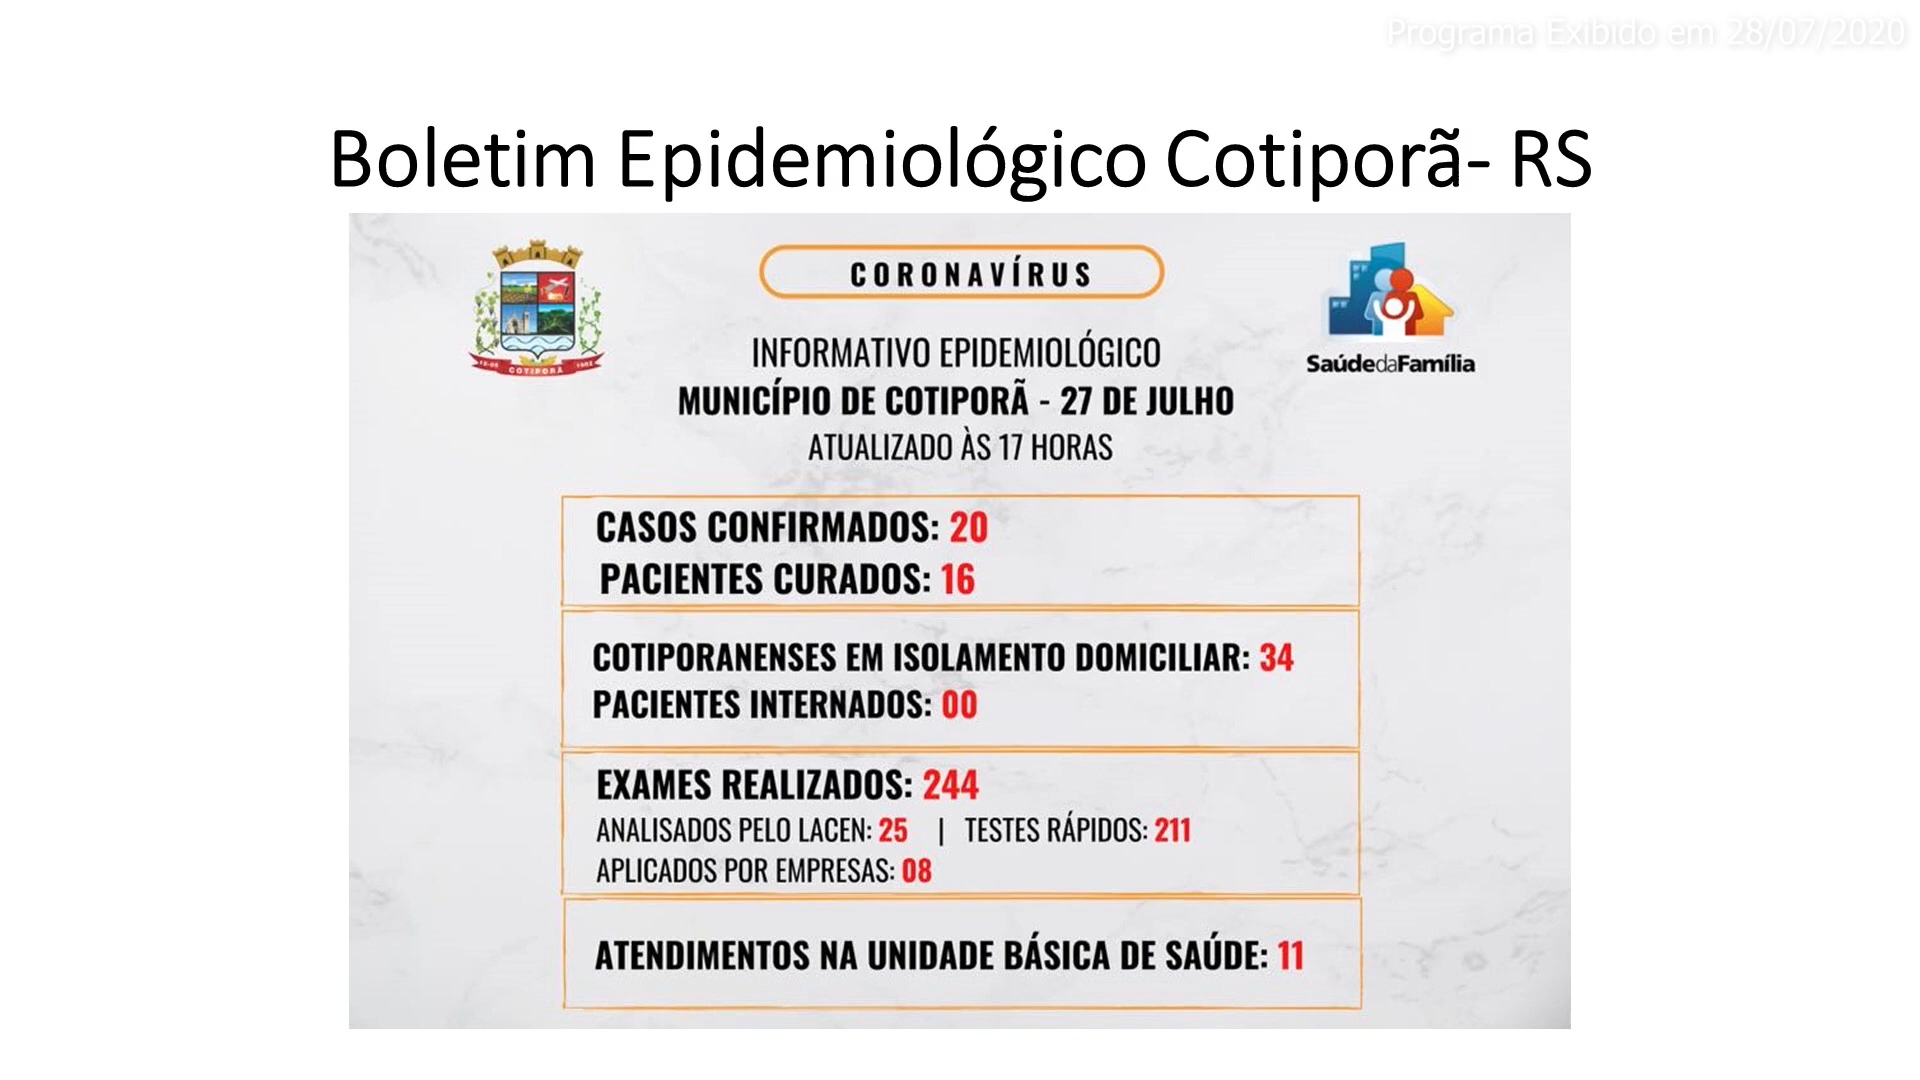 Programa Exibido em 28/07/2020
Boletim Epidemiológico Cotiporã- RS
CORONAVÍRUS
INFORMATIVO EPIDEMIOLÓGICO
MUNICÍPIO DE COTIPORÃ - 27 DE JULHO
ATUALIZADO ÀS 17 HORAS
COTIPORÃ
SaúdedaFamília
CASOS CONFIRMADOS: 20
PACIENTES CURADOS: 16
COTIPORANENSES EM ISOLAMENTO DOMICILIAR: 34
PACIENTES INTERNADOS: 00
EXAMES REALIZADOS: 244
ANALISADOS PELO LACEN: 25 | TESTES RÁPIDOS: 211
APLICADOS POR EMPRESAS: 08
ATENDIMENTOS NA UNIDADE BÁSICA DE SAÚDE: 11